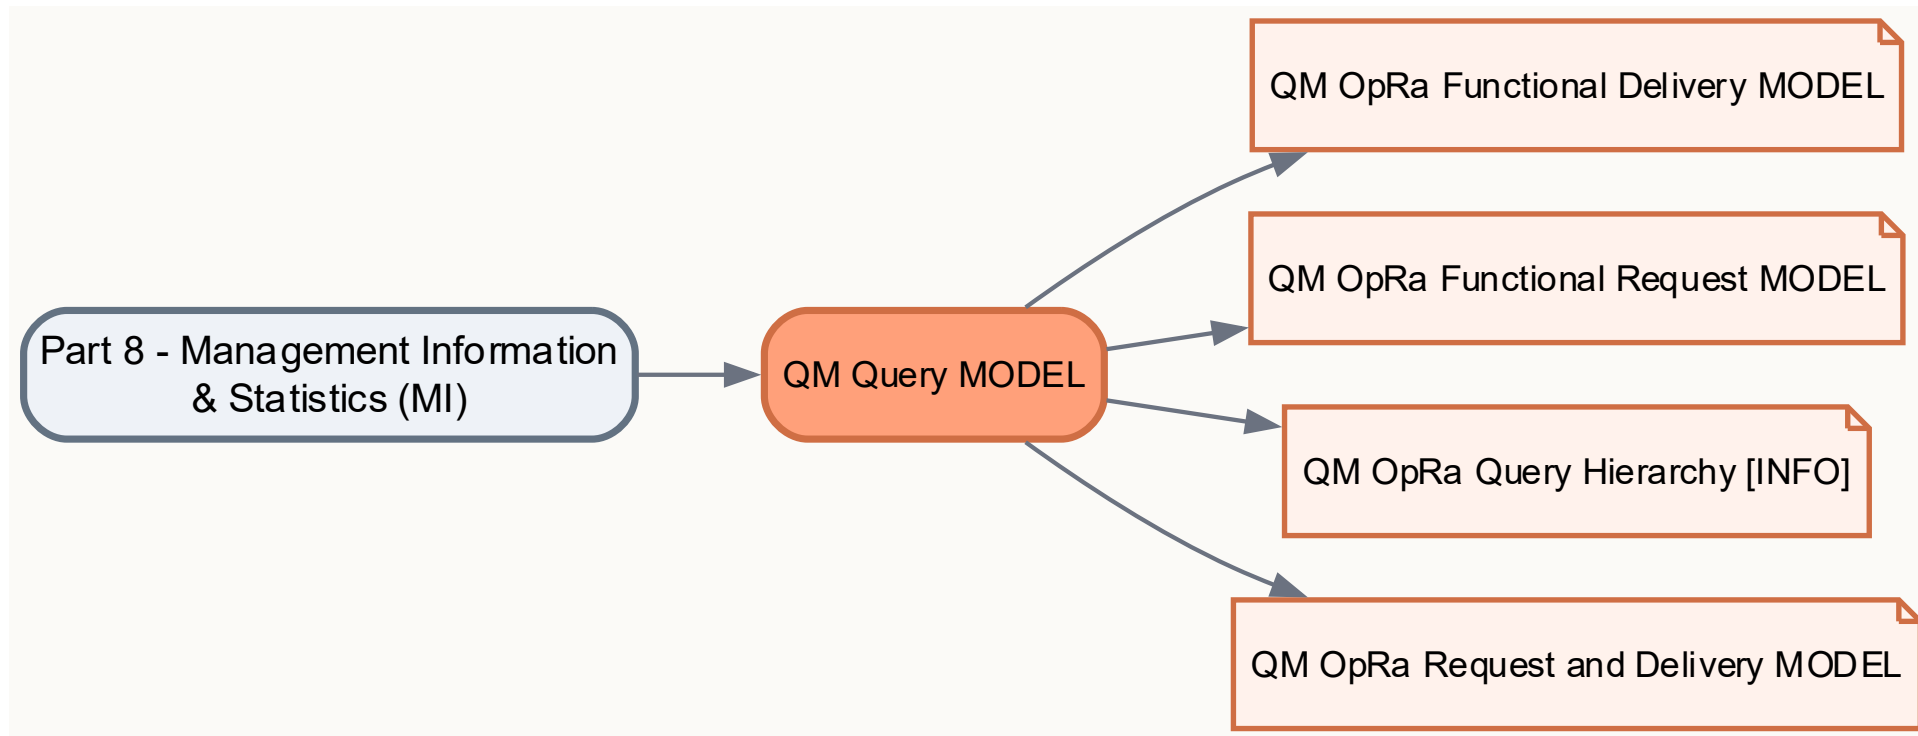 Part 8 - Management Information
& Statistics (MI)
QM Query MODEL
QM OpRa Functional Delivery MODEL
QM OpRa Functional Request MODEL
QM OpRa Query Hierarchy [INFO]
QM OpRa Request and Delivery MODEL